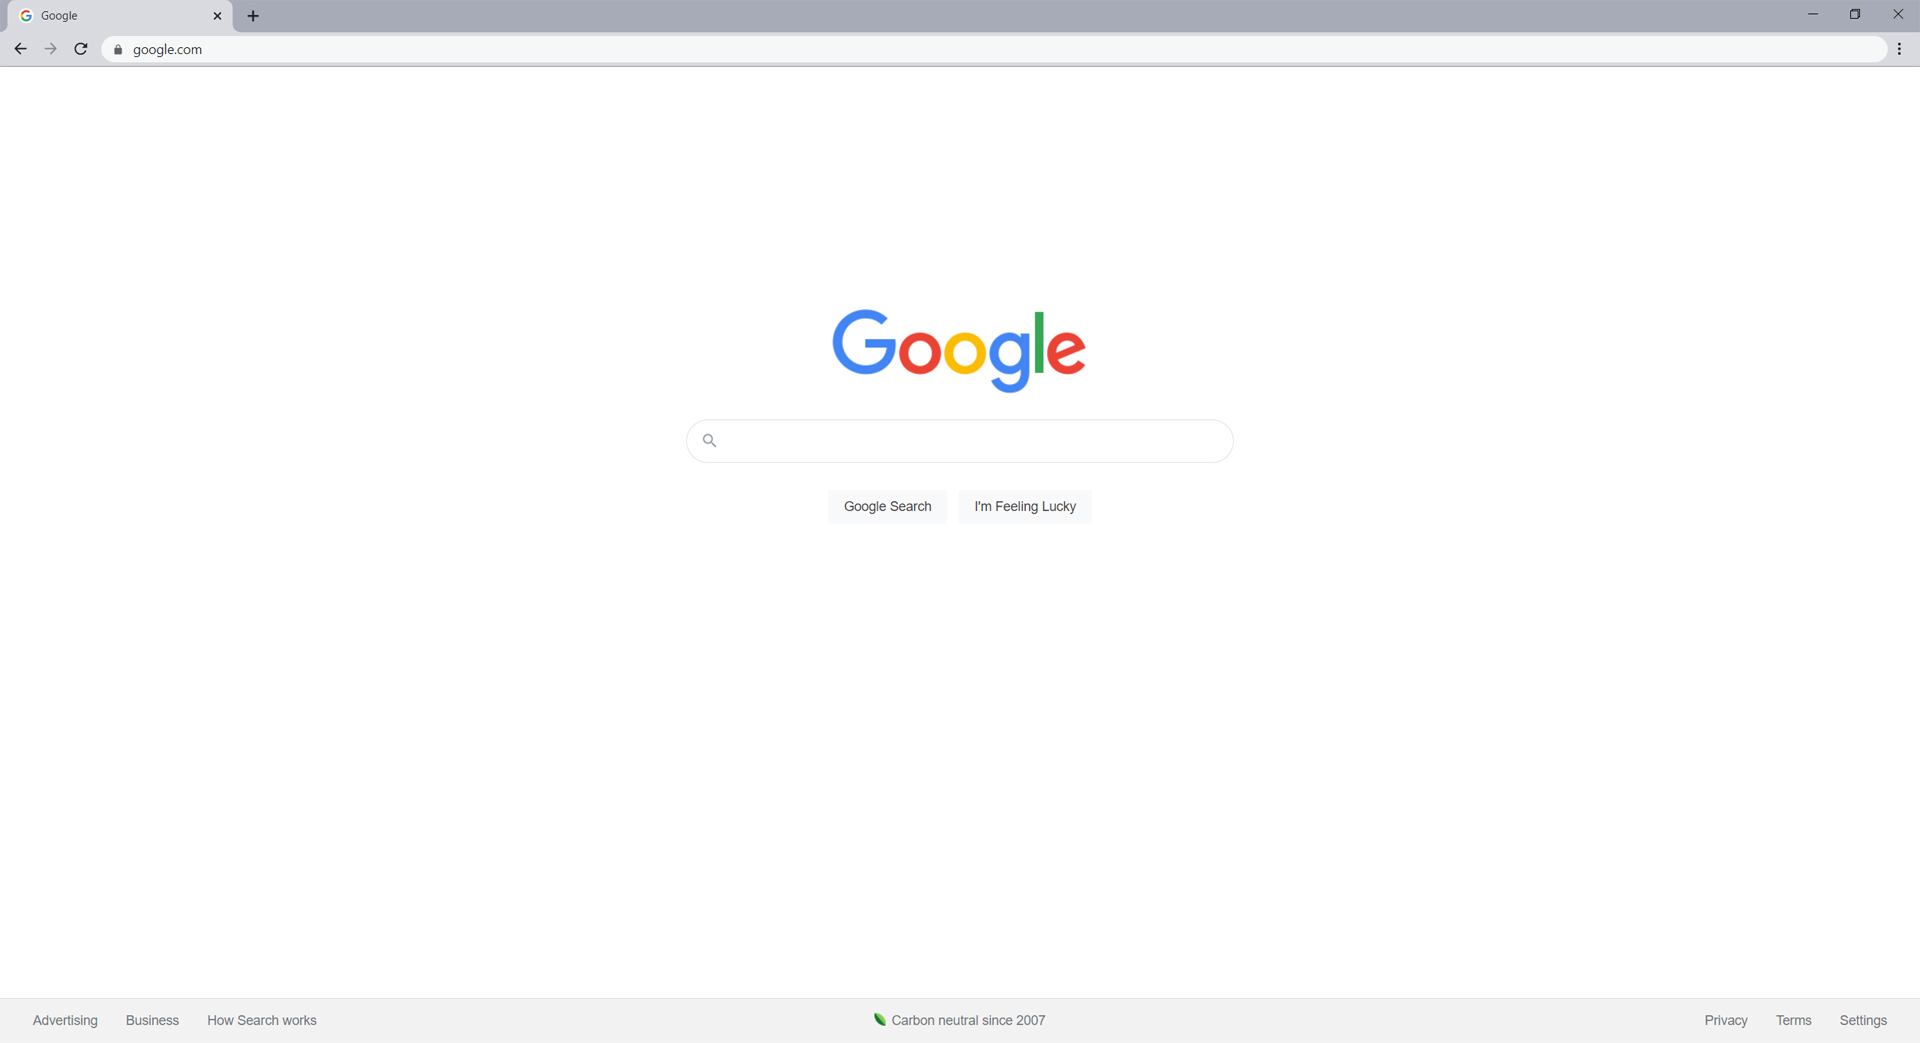 Google
google.com
Google
Google Search
I'm Feeling Lucky
Advertising
Business
How Search works
Carbon neutral since 2007
Privacy
Terms
Settings